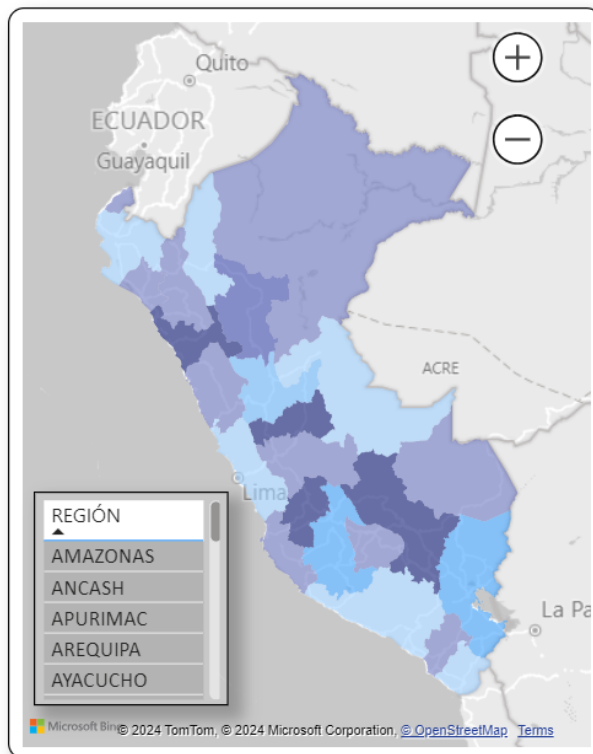 Quito
ECUADOR
Guayaquil
ACRE
Lima
REGIÓN
AMAZONAS
ANCASH
APURIMAC
AREQUIPA
AYACUCHO
La Pa
Microsoft Bing
© 2024 TomTom, © 2024 Microsoft Corporation, © OpenStreetMap Terms